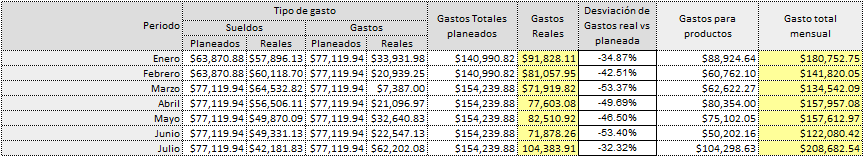 Periodo Tipo de gasto Gastos Totales planeados Gastos Reales Desviación de Gastos real vs planeada Gastos para productos Gasto total mensual
Sueldos Gastos
Planeados Reales Planeados Reales
Enero $63,870.88 $57,896.13 $77,119.94 $33,931.98 $140,990.82 $91,828.11 -34.87% $88,924.64 $180,752.75
Febrero $63,870.88 $60,118.70 $77,119.94 $20,939.25 $140,990.82 $81,057.95 -42.51% $60,762.10 $141,820.05
Marzo $77,119.94 $64,532.82 $77,119.94 $7,387.00 $154,239.88 $71,919.82 -53.37% $62,622.27 $134,542.09
Abril $77,119.94 $56,506.11 $77,119.94 $21,096.97 $154,239.88 77,603.08 -49.69% $80,354.00 $157,957.08
Mayo $77,119.94 $49,870.09 $77,119.94 $32,640.83 $154,239.88 82,510.92 -46.50% $75,102.05 $157,612.97
Junio $77,119.94 $49,331.13 $77,119.94 $22,547.13 $154,239.88 71,878.26 -53.40% $50,202.16 $122,080.42
Julio $77,119.94 $42,181.83 $77,119.94 $62,202.08 $154,239.88 104,383.91 -32.32% $104,298.63 $208,682.54